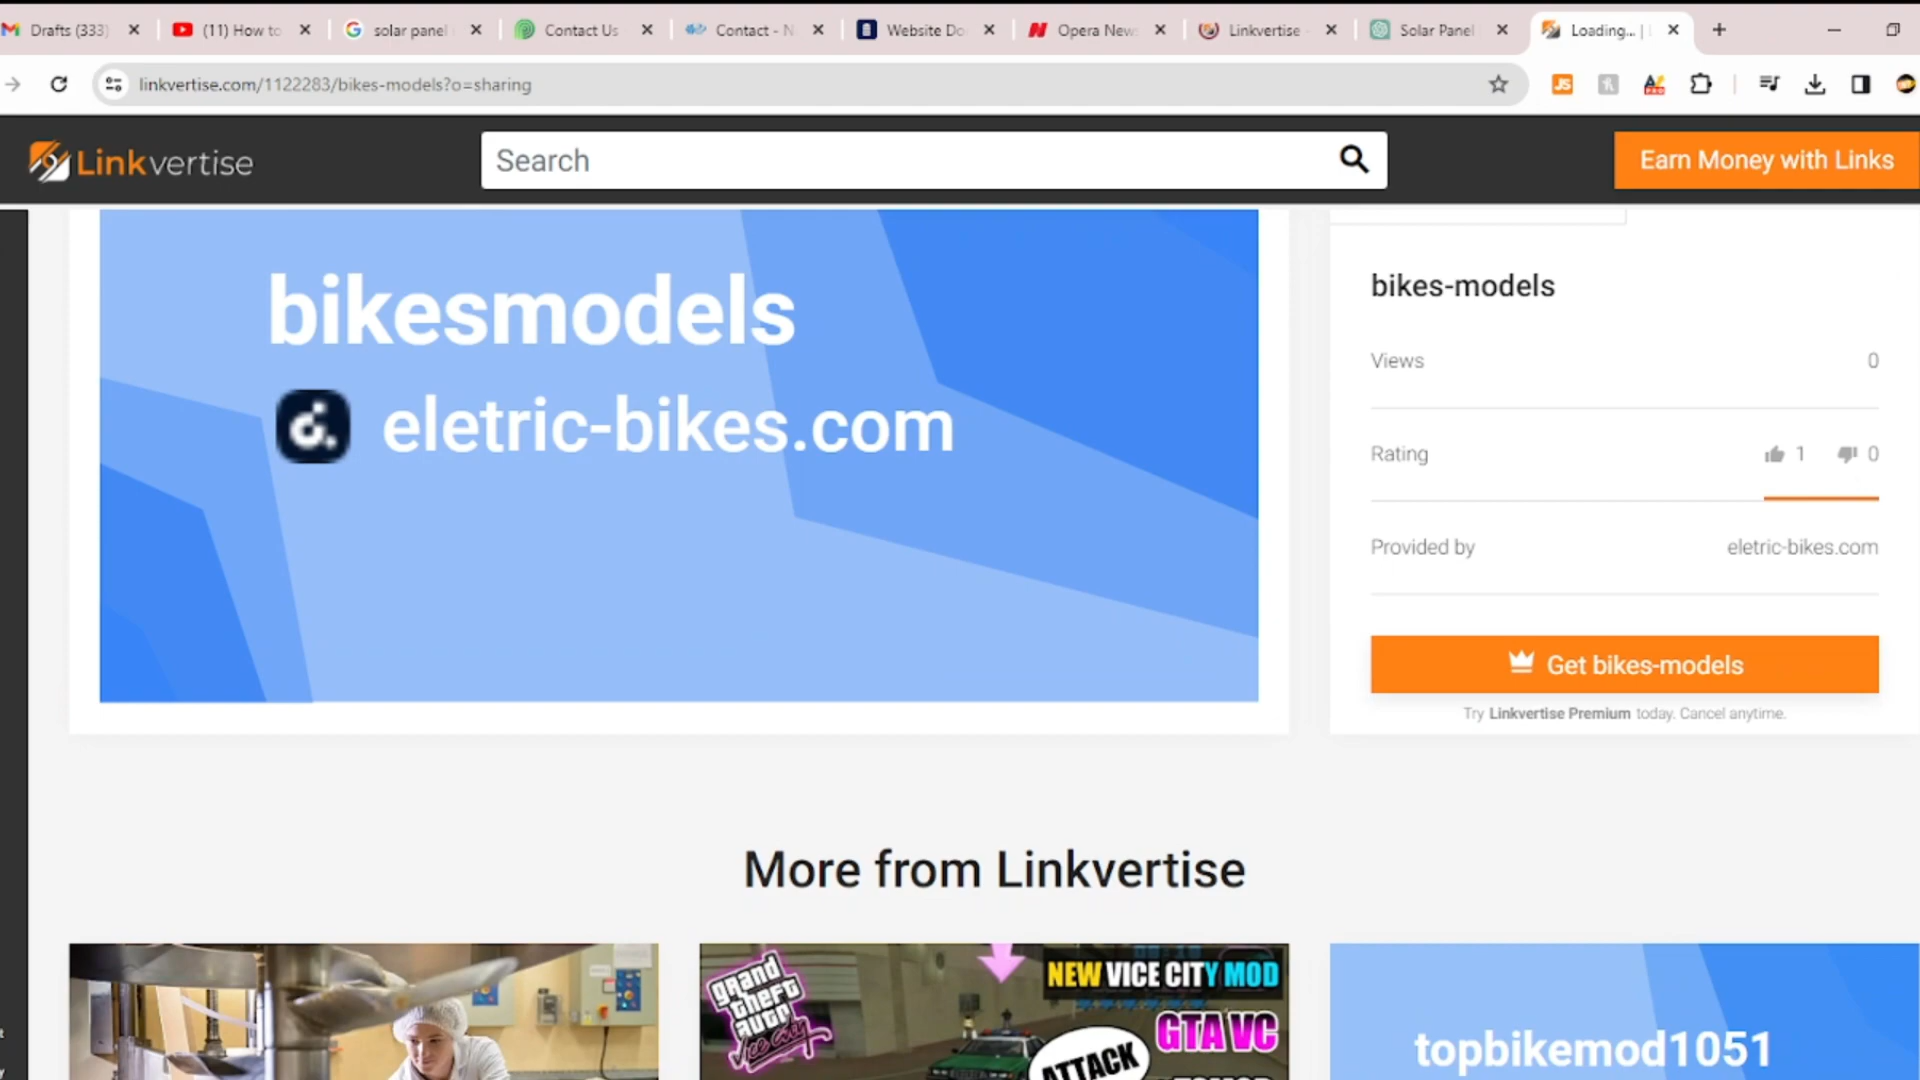 Drafts (333)
(11) How to
solar panel
Contact Us
Contact - N
Website Do
Opera New
Linkvertise
Solar Panel
Loading... |
linkvertise.com/1122283/bikes-models?o=sharing
Linkvertise
Search
Earn Money with Links
bikesmodels
eletric-bikes.com
bikes-models
Views 0
Rating 1 0
Provided by eletric-bikes.com
Get bikes-models
Try Linkvertise Premium today. Cancel anytime.
More from Linkvertise
grand theft auto vice city
NEW VICE CITY MOD
GTA VC
ATTACK
topbikemod1051